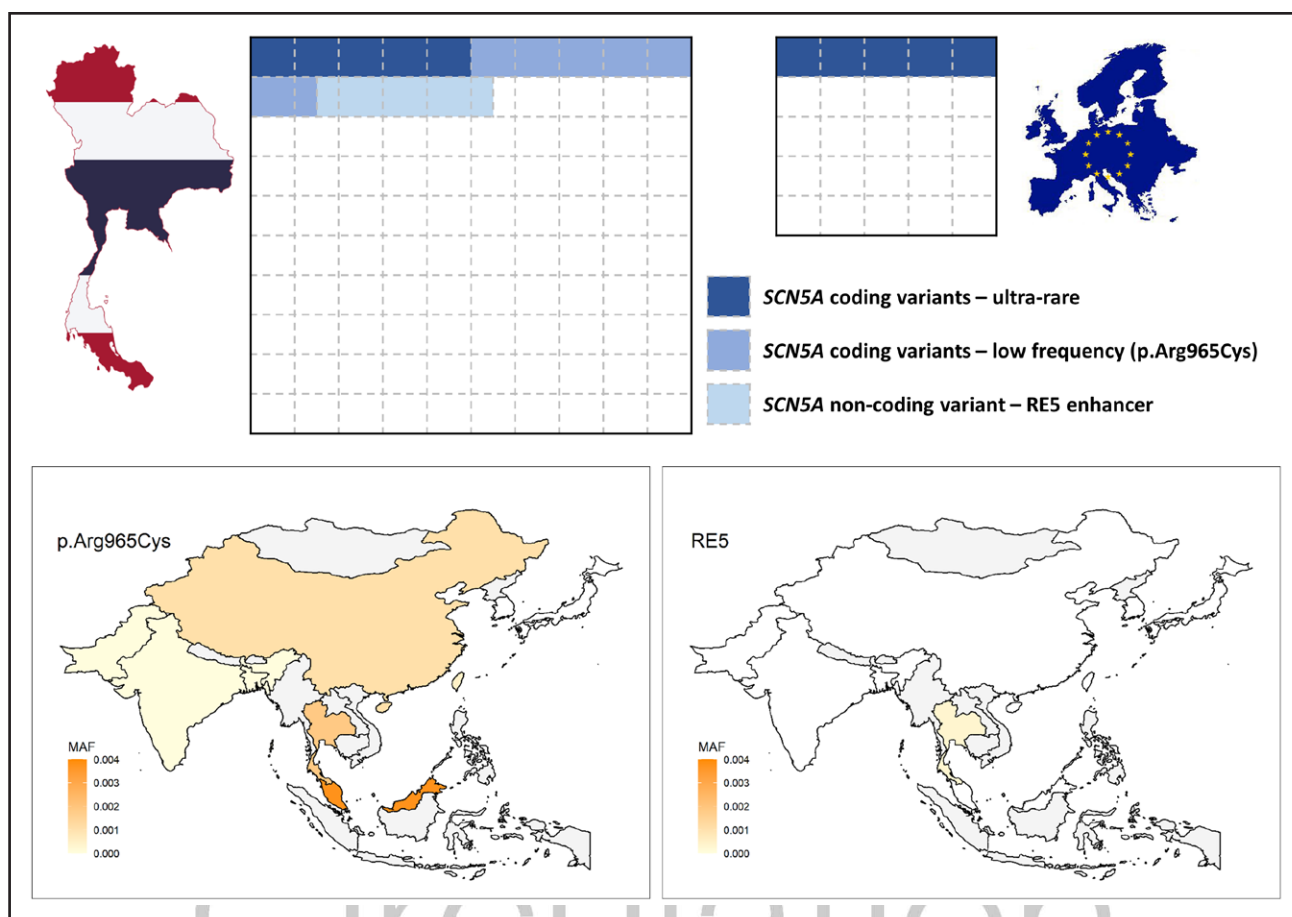 SCN5A coding variants – ultra-rare
SCN5A coding variants – low frequency (p.Arg965Cys)
SCN5A non-coding variant – RE5 enhancer
p.Arg965Cys
MAF
0.004
0.003
0.002
0.001
0.000
RE5
MAF
0.004
0.003
0.002
0.001
0.000